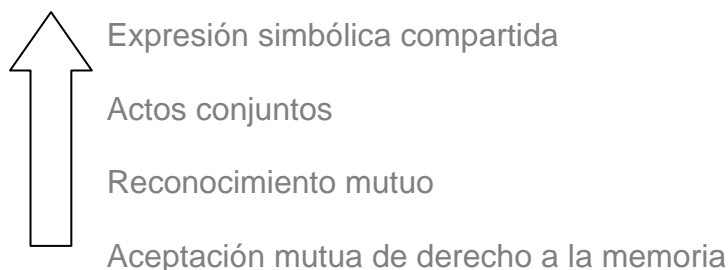 Expresión simbólica compartida
Actos conjuntos
Reconocimiento mutuo
Aceptación mutua de derecho a la memoria